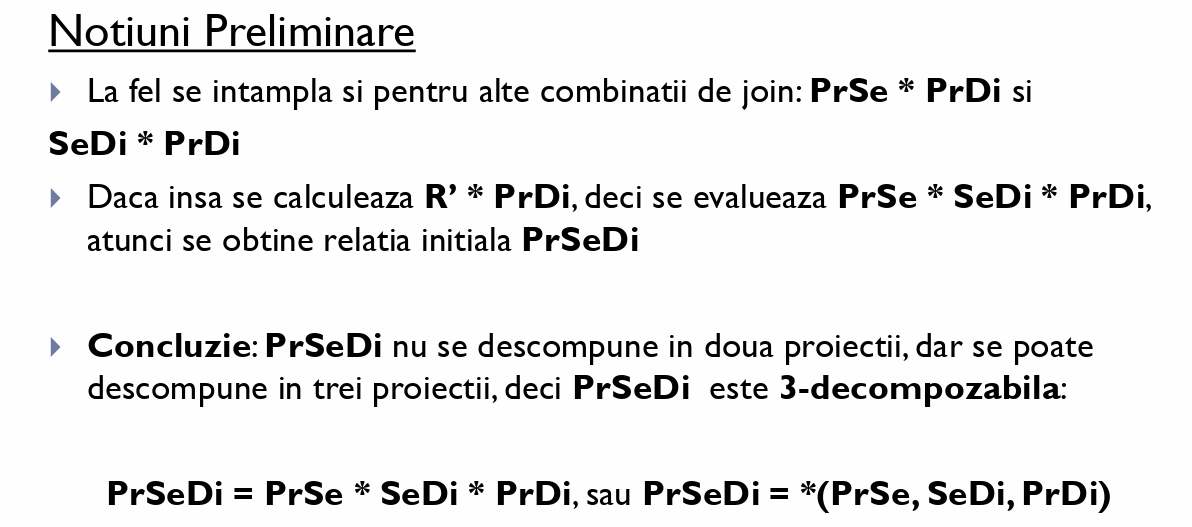 Notiuni Preliminare
La fel se intampla si pentru alte combinatii de join: PrSe * PrDi si
SeDi * PrDi
Daca insa se calculeaza R’ * PrDi, deci se evalueaza PrSe * SeDi * PrDi,
atunci se obtine relatia initiala PrSeDi
Concluzie: PrSeDi nu se descompune in doua proiectii, dar se poate
descompune in trei proiectii, deci PrSeDi este 3-decompozabila:
PrSeDi = PrSe * SeDi * PrDi, sau PrSeDi = *(PrSe, SeDi, PrDi)